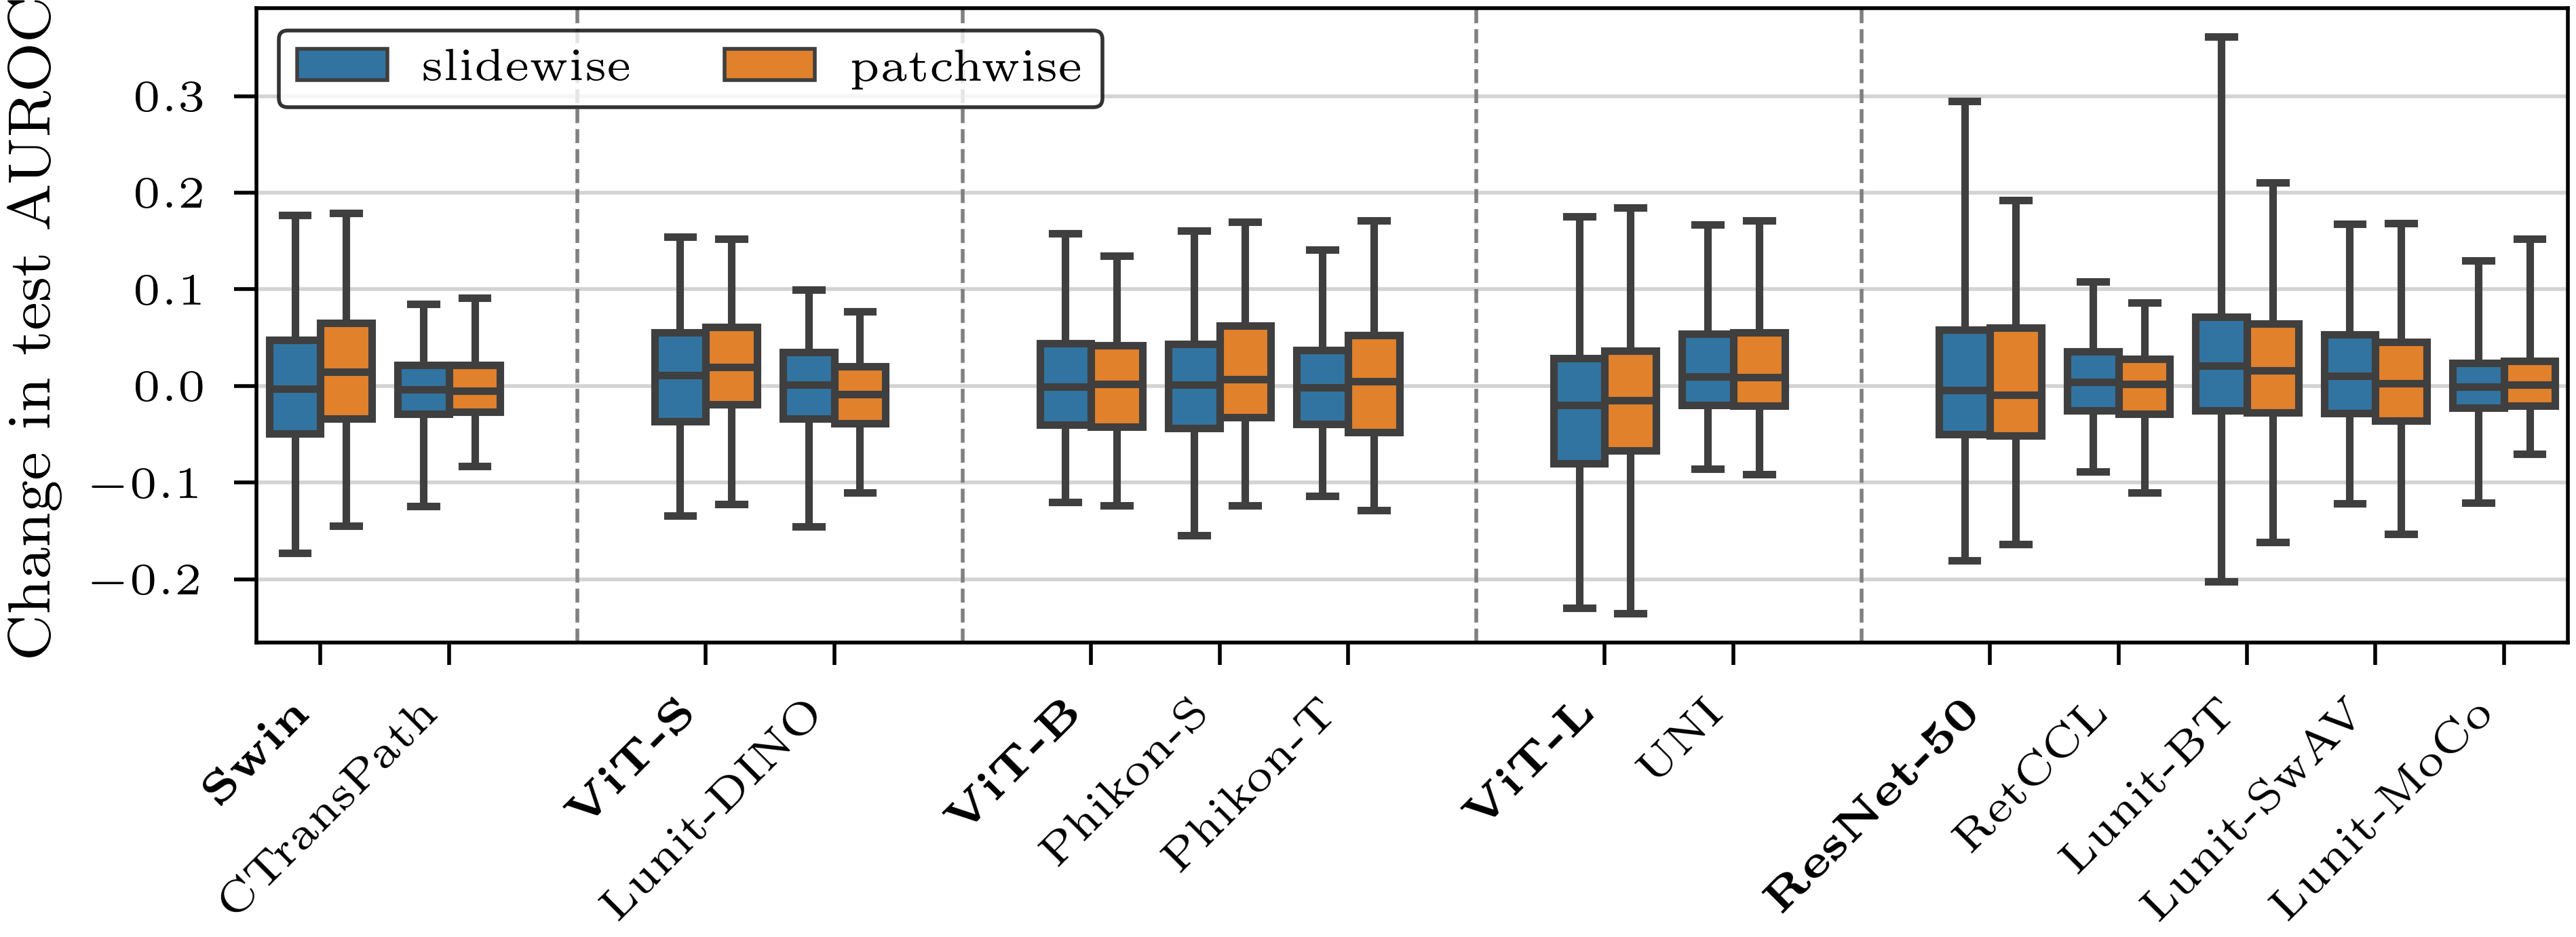 Change in test AUROC
slidewise
patchwise
0.3
0.2
0.1
0.0
−0.1
−0.2
Swin
CTransPath
ViT-S
Lunit-DINO
ViT-B
Phikon-S
Phikon-T
ViT-L
UNI
ResNet-50
RetCCL
Lunit-BT
Lunit-SwAV
Lunit-MoCo